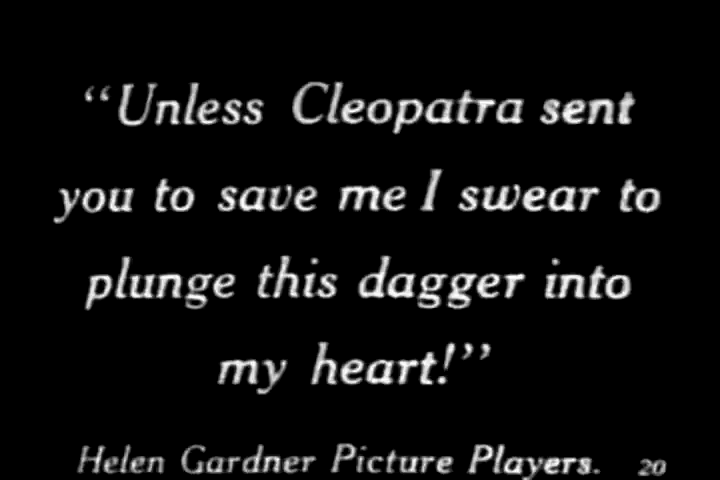 “Unless Cleopatra sent
you to save me I swear to
plunge this dagger into
my heart!”
Helen Gardner Picture Players. 20